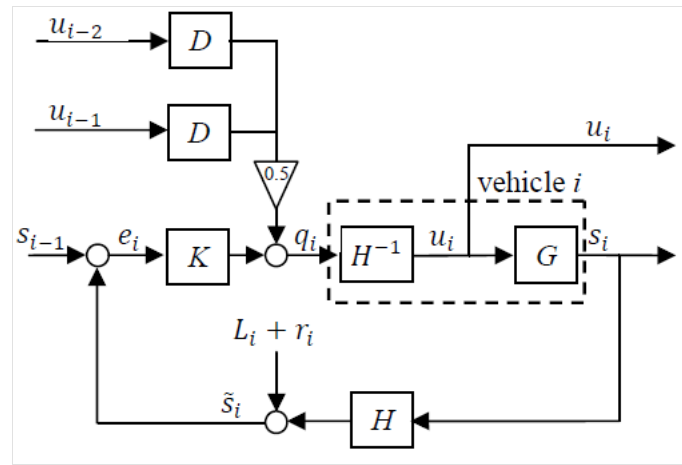 u_{i-2}
D
u_{i-1}
D
u_i
0.5
vehicle i
s_{i-1}
e_i
K
q_i
H^{-1}
u_i
G
s_i
L_i + r_i
s̃_i
H